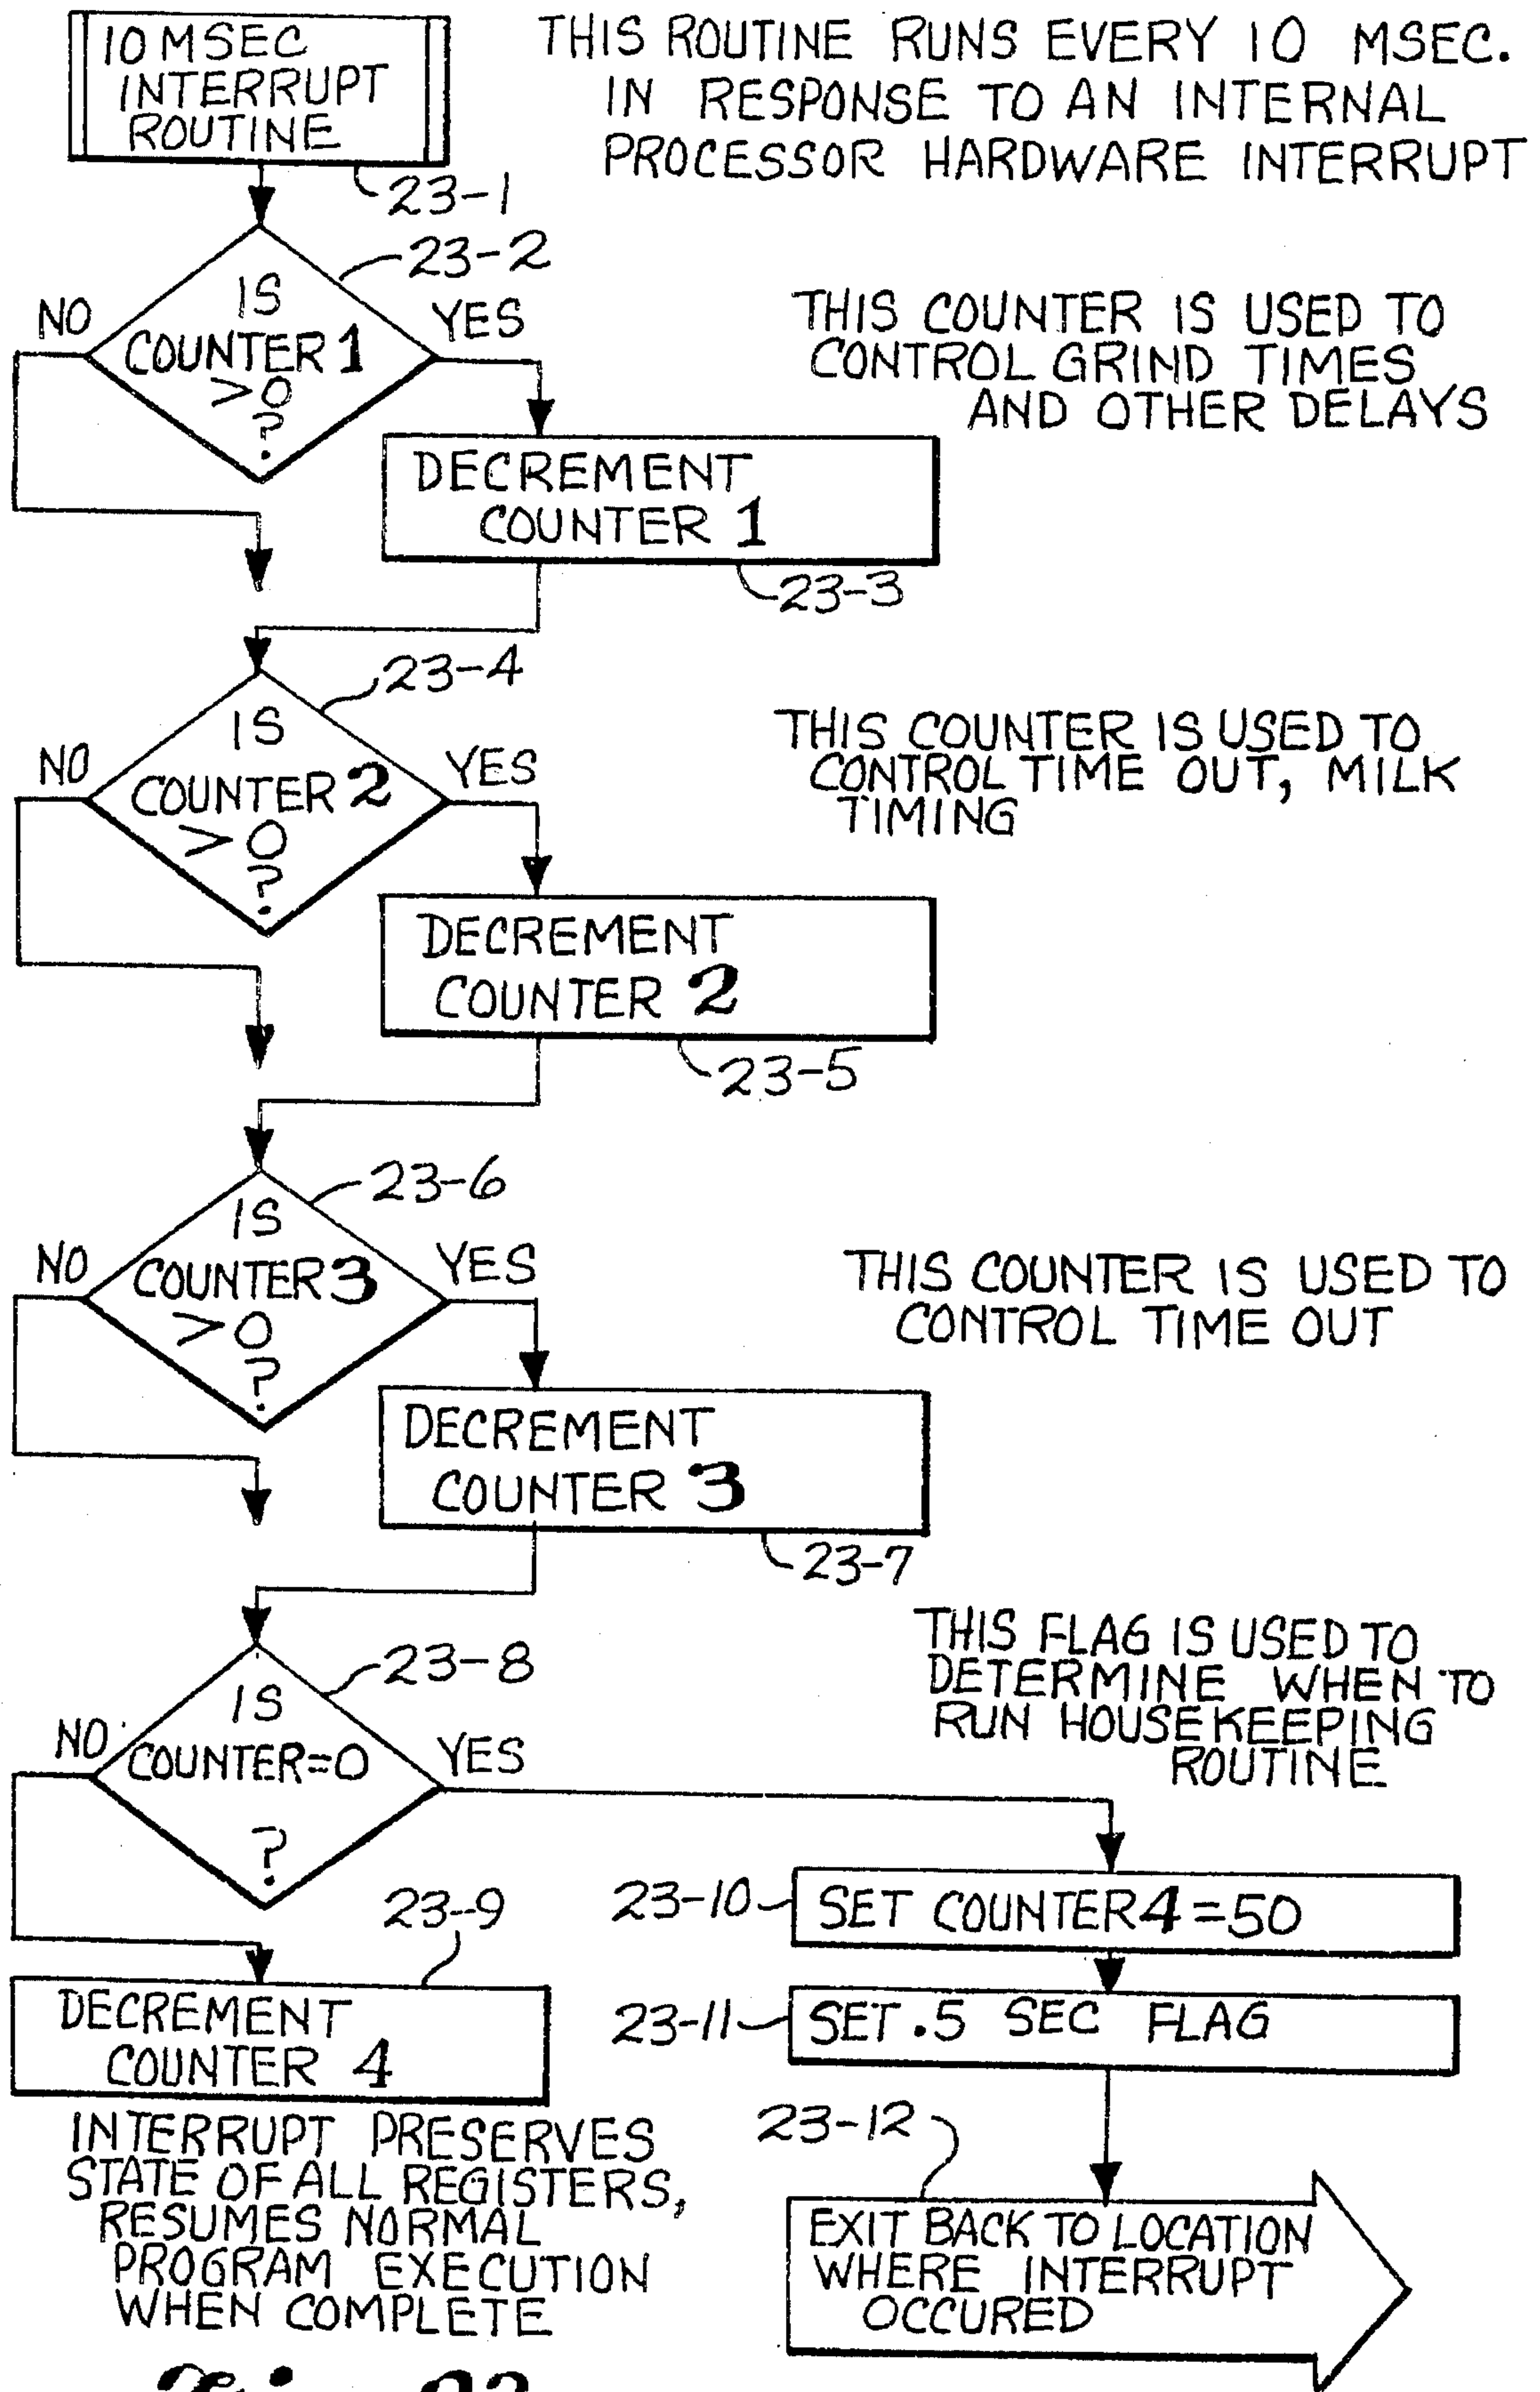 10 MSEC
INTERRUPT
ROUTINE
THIS ROUTINE RUNS EVERY 10 MSEC.
IN RESPONSE TO AN INTERNAL
PROCESSOR HARDWARE INTERRUPT
23-1
23-2
NO
IS
COUNTER 1
>0
?
YES
THIS COUNTER IS USED TO
CONTROL GRIND TIMES
AND OTHER DELAYS
DECREMENT
COUNTER 1
23-3
23-4
NO
IS
COUNTER 2
>0
?
YES
THIS COUNTER IS USED TO
CONTROL TIME OUT, MILK
TIMING
DECREMENT
COUNTER 2
23-5
23-6
NO
IS
COUNTER 3
>0
?
YES
THIS COUNTER IS USED TO
CONTROL TIME OUT
DECREMENT
COUNTER 3
23-7
23-8
NO
IS
COUNTER=0
?
YES
THIS FLAG IS USED TO
DETERMINE WHEN TO
RUN HOUSEKEEPING
ROUTINE
23-9
DECREMENT
COUNTER 4
23-10
SET COUNTER 4=50
23-11
SET .5 SEC FLAG
23-12
EXIT BACK TO LOCATION
WHERE INTERRUPT
OCCURED
INTERRUPT PRESERVES
STATE OF ALL REGISTERS,
RESUMES NORMAL
PROGRAM EXECUTION
WHEN COMPLETE